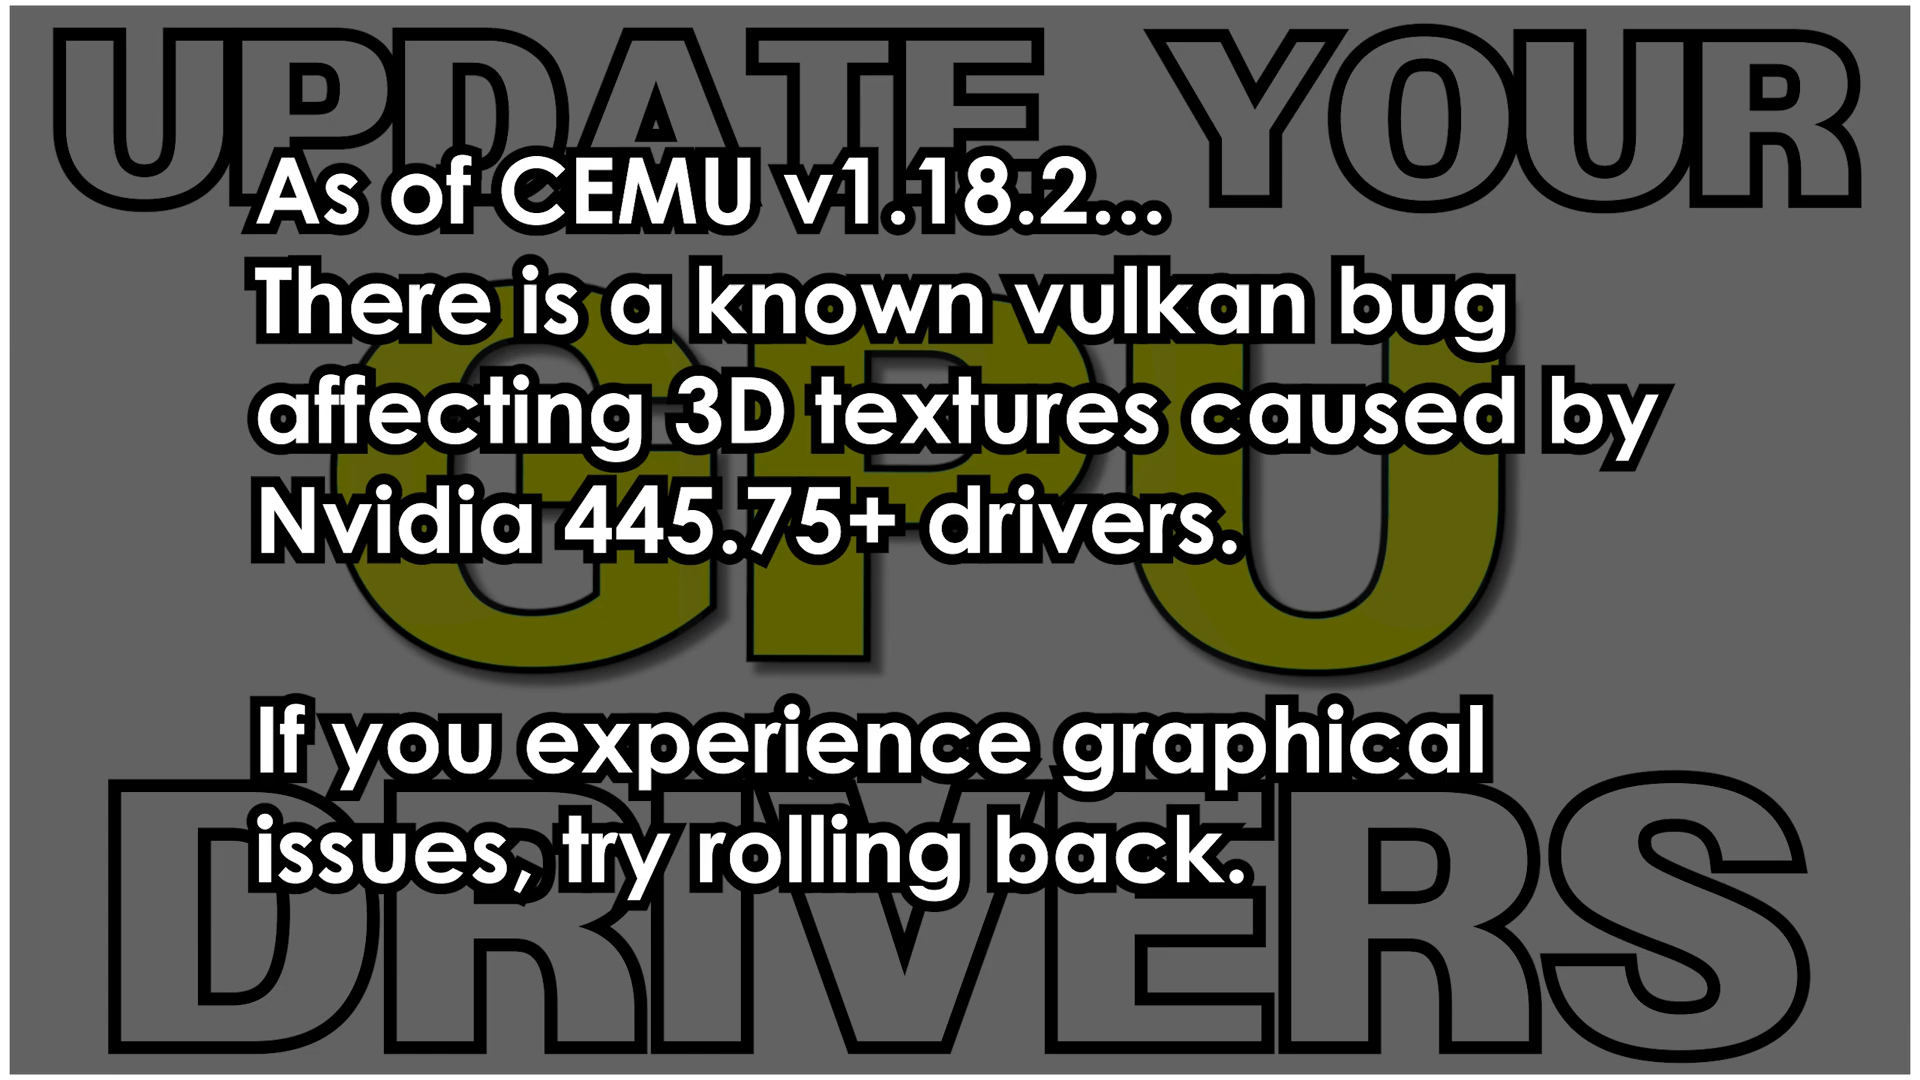 UPDATE YOUR
As of CEMU v1.18.2...
There is a known vulkan bug
affecting 3D textures caused by
Nvidia 445.75+ drivers.
GPU
If you experience graphical
issues, try rolling back.
DRIVERS